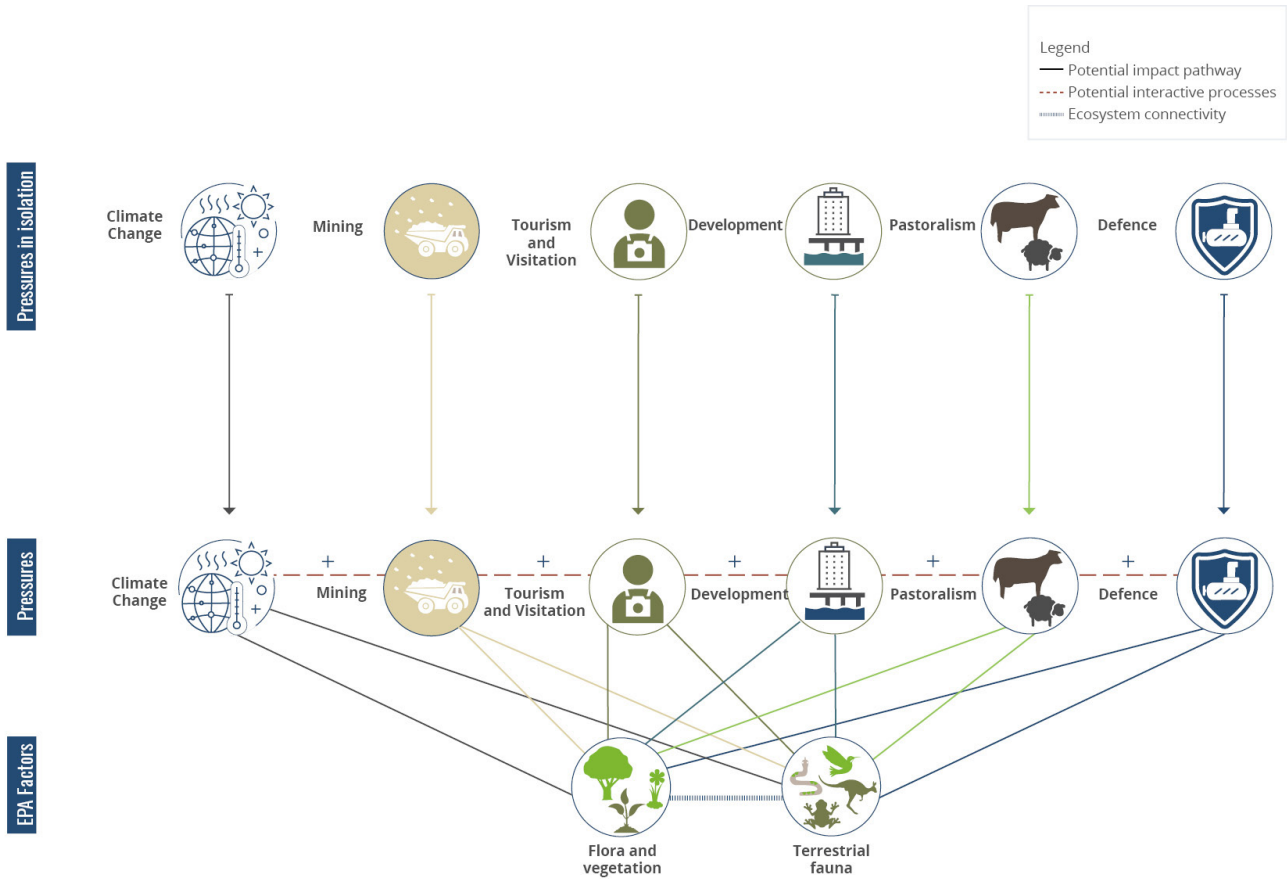 Legend
Potential impact pathway
Potential interactive processes
Ecosystem connectivity
Pressures in isolation
Climate
Change
Mining
Tourism
and
Visitation
Development
Pastoralism
Defence
Pressures
Climate
Change
+
Mining
+
Tourism
and Visitation
+
Development
+
Pastoralism
+
Defence
EPA Factors
Flora and
vegetation
Terrestrial
fauna